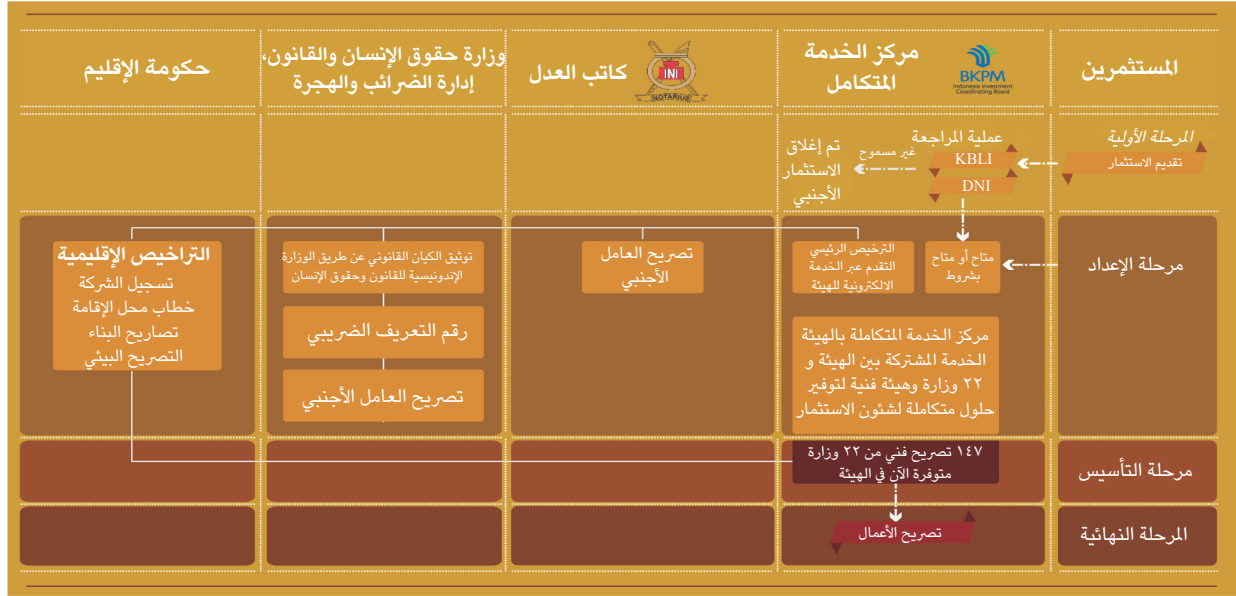 المستثمرين
مركز الخدمة
المتكامل
BKPM
Indonesia Investment
Coordinating Board
كاتب العدل
INI
NOTARIUS
وزارة حقوق الإنسان والقانون،
إدارة الضرائب والهجرة
حكومة الإقليم
المرحلة الأولية
تقديم الاستثمار
عملية المراجعة
KBLI
DNI
غير مسموح
تم إغلاق
الاستثمار
الأجنبي
مرحلة الإعداد
متاح أو متاح
بشروط
الترخيص الرئيسي
التقدم عبر الخدمة
الالكترونية للهيئة
مركز الخدمة المتكاملة بالهيئة
الخدمة المشتركة بين الهيئة و
٢٢ وزارة وهيئة فنية لتوفير
حلول متكاملة لشئون الاستثمار
تصريح العامل
الأجنبي
توثيق الكيان القانوني عن طريق الوزارة
الإندونيسية للقانون وحقوق الإنسان
رقم التعريف الضريبي
تصريح العامل الأجنبي
التراخيص الإقليمية
تسجيل الشركة
خطاب محل الإقامة
تصاريح البناء
التصريح البيئي
مرحلة التأسيس
١٤٧ تصريح فني من ٢٢ وزارة
متوفرة الآن في الهيئة
المرحلة النهائية
تصريح الأعمال